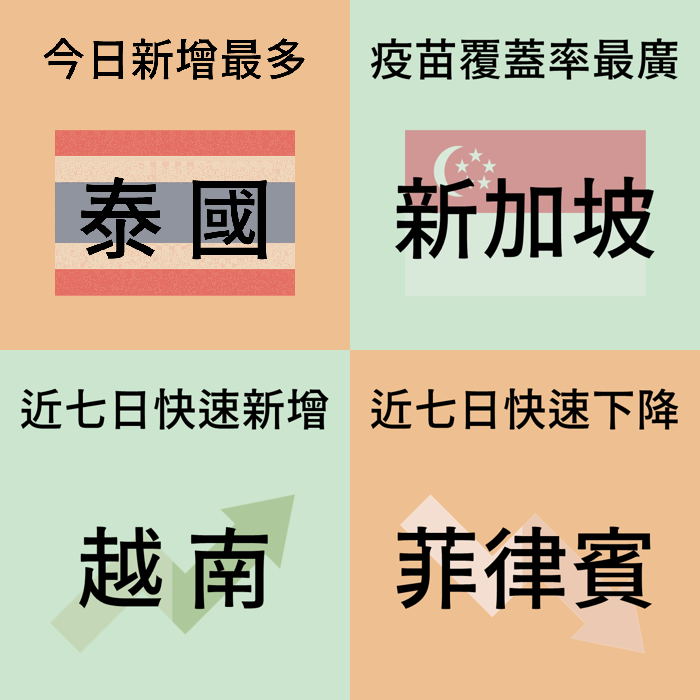 今日新增最多
泰國
疫苗覆蓋率最廣
新加坡
近七日快速新增
越南
近七日快速下降
菲律賓